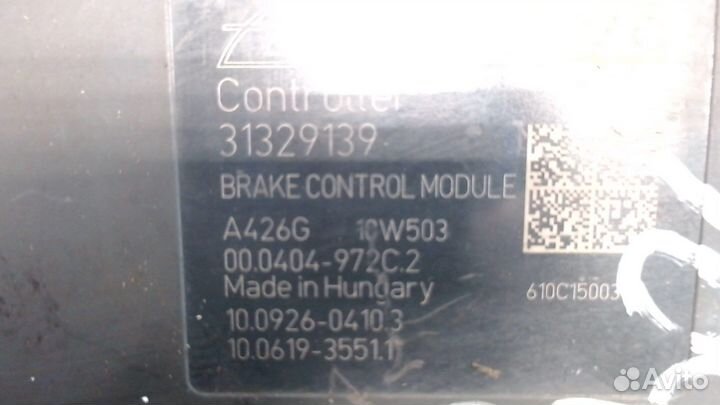 Controller
31329139
BRAKE CONTROL MODULE
A426G 10W503
00.0404-972C.2
Made in Hungary
610C15003
10.0926-0410.3
10.0619-3551.1
Avito